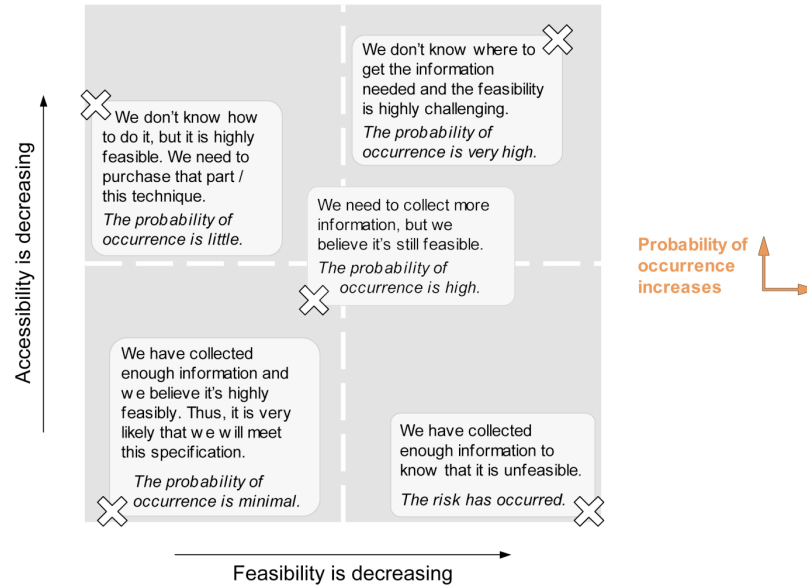 We don't know where to
get the information
needed and the feasibility
is highly challenging.
The probability of
occurrence is very high.
We don't know how
to do it, but it is highly
feasible. We need to
purchase that part /
this technique.
The probability of
occurrence is little.
We need to collect more
information, but we
believe it's still feasible.
The probability of
occurrence is high.
Probability of
occurrence
increases
Accessibility is decreasing
We have collected
enough information and
we believe it's highly
feasibly. Thus, it is very
likely that we will meet
this specification.
The probability of
occurrence is minimal.
We have collected
enough information to
know that it is unfeasible.
The risk has occurred.
Feasibility is decreasing